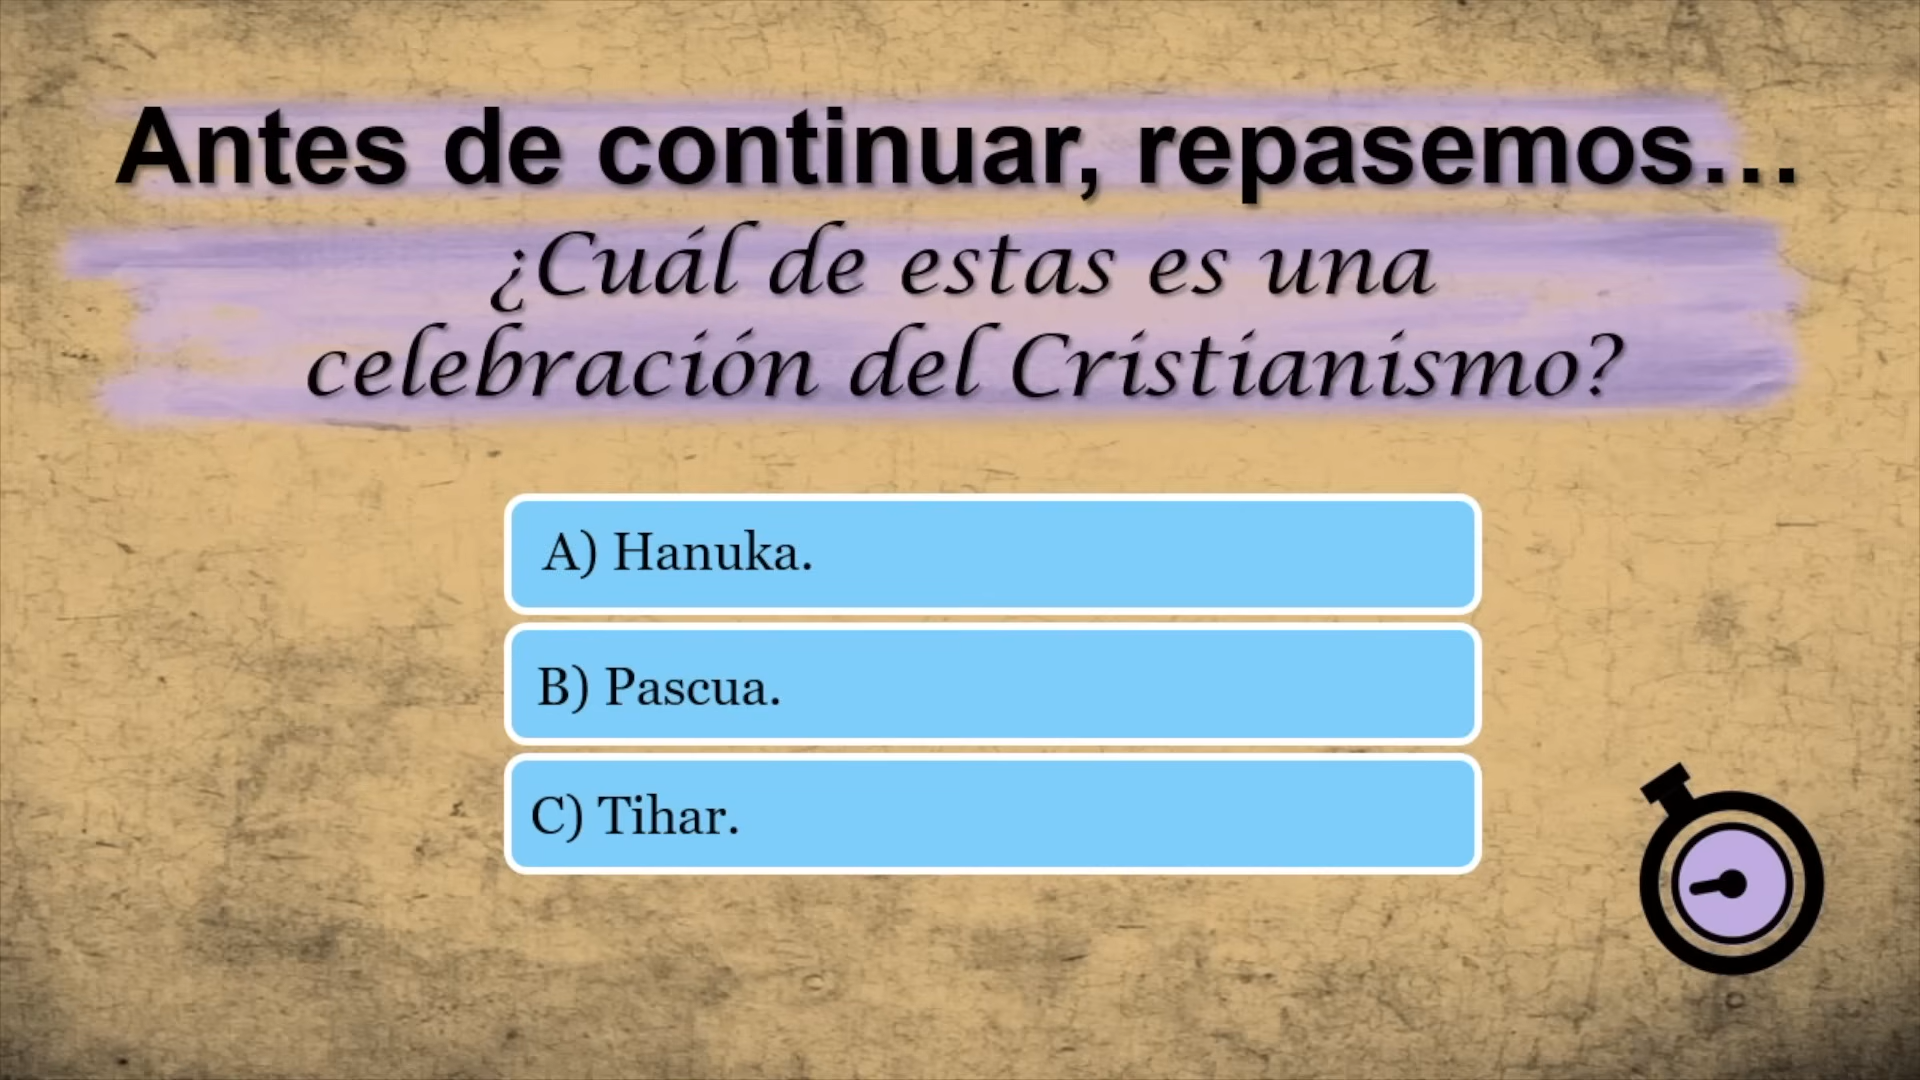 Antes de continuar, repasemos…
¿Cuál de estas es una
celebración del Cristianismo?
A) Hanuka.
B) Pascua.
C) Tihar.